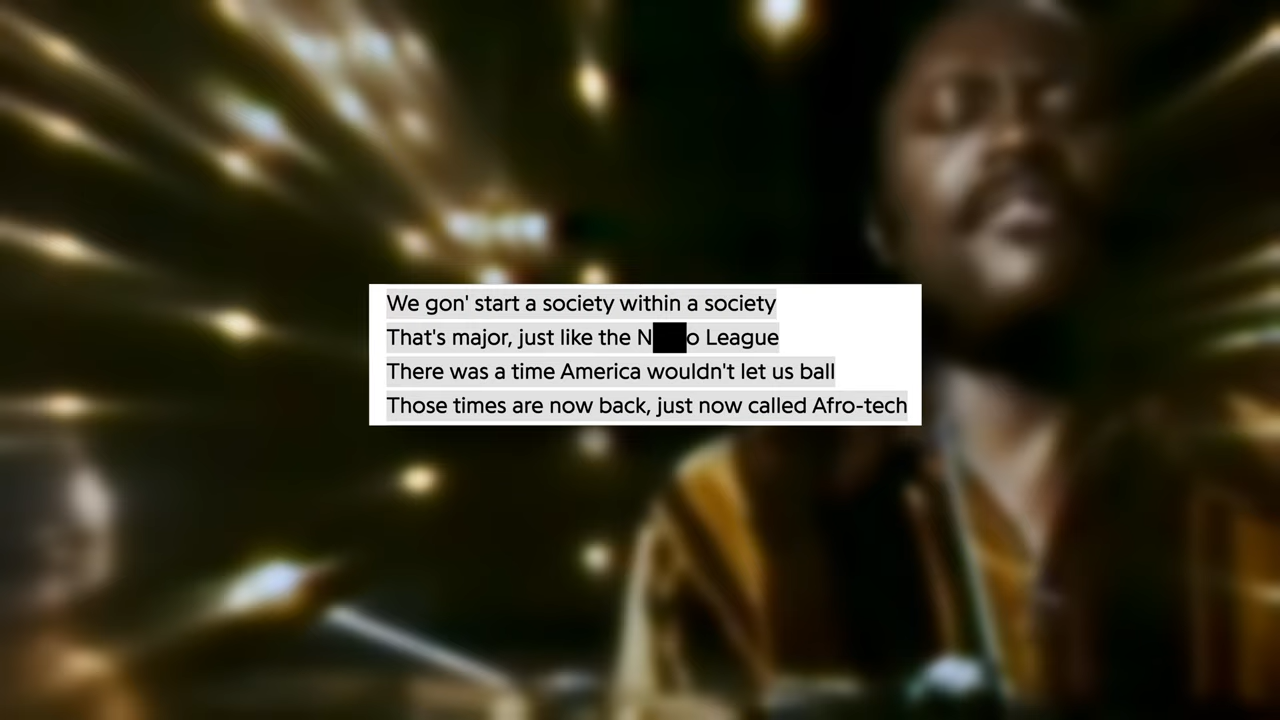 We gon' start a society within a society
That's major, just like the N o League
There was a time America wouldn't let us ball
Those times are now back, just now called Afro-tech